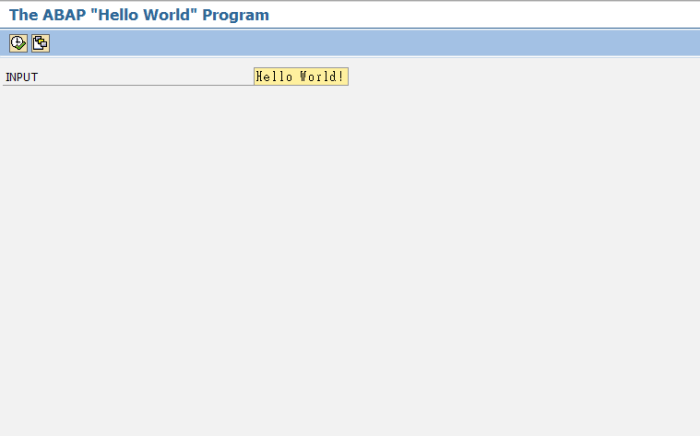 The ABAP "Hello World" Program
INPUT Hello World!